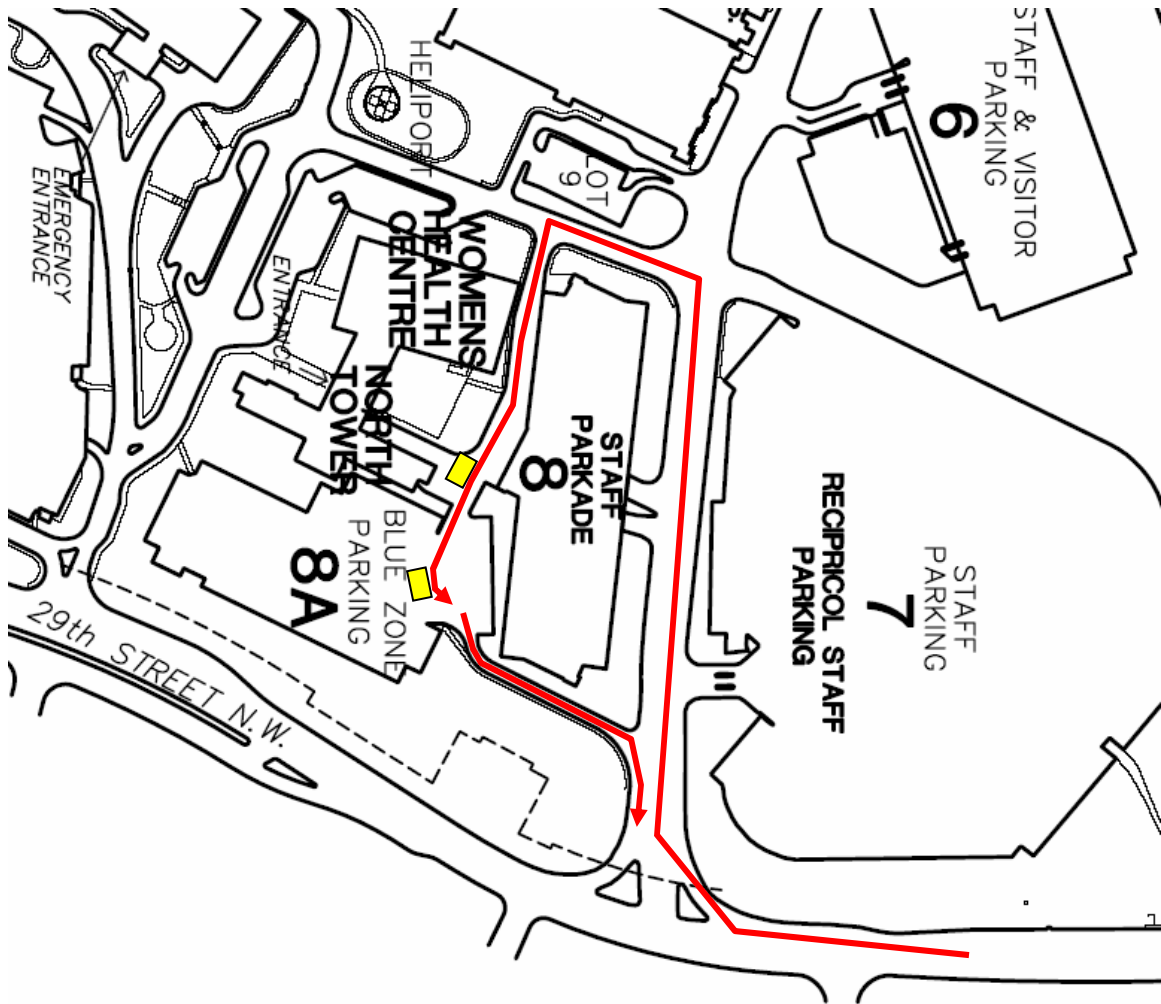 HELIPORT
EMERGENCY
ENTRANCE
LOT
9
STAFF & VISITOR
PARKING
6
WOMENS
HEALTH
CENTRE
ENTRANCE
NORTH
TOWER
STAFF
PARKADE
8
BLUE ZONE
PARKING
8A
RECIPRICOL STAFF
PARKING
STAFF
PARKING
7
29th STREET N.W.